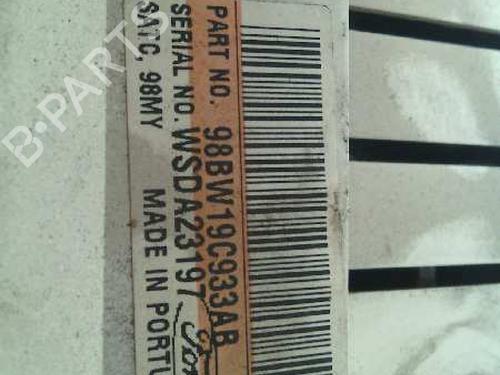 PART NO. 98BW19C933AB
SERIAL NO. WSDA23197
SATC, 98MY MADE IN PORTU
B-PARTS